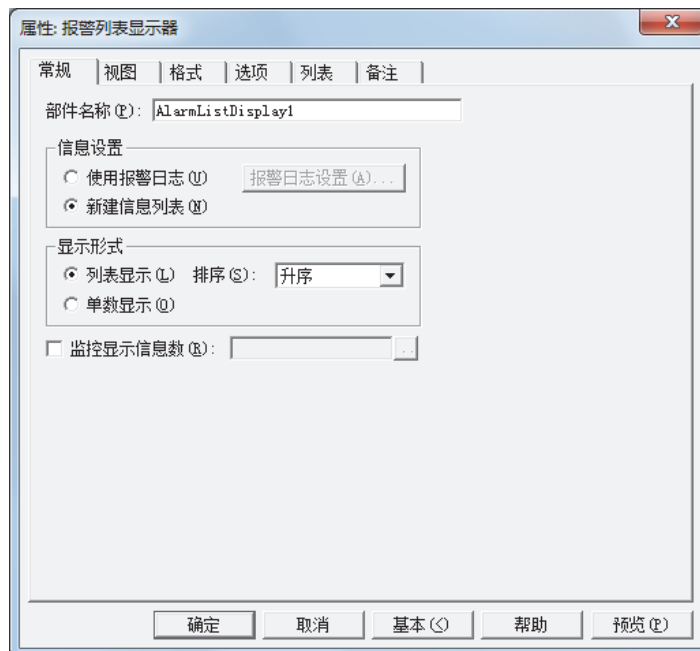 属性: 报警列表显示器
常规 视图 格式 选项 列表 备注
部件名称(P): AlarmListDisplay1
信息设置
使用报警日志(U) 报警日志设置(A)...
新建信息列表(N)
显示形式
列表显示(L) 排序(S): 升序
单数显示(O)
监控显示信息数(R): ...
确定 取消 基本(<) 帮助 预览(P)